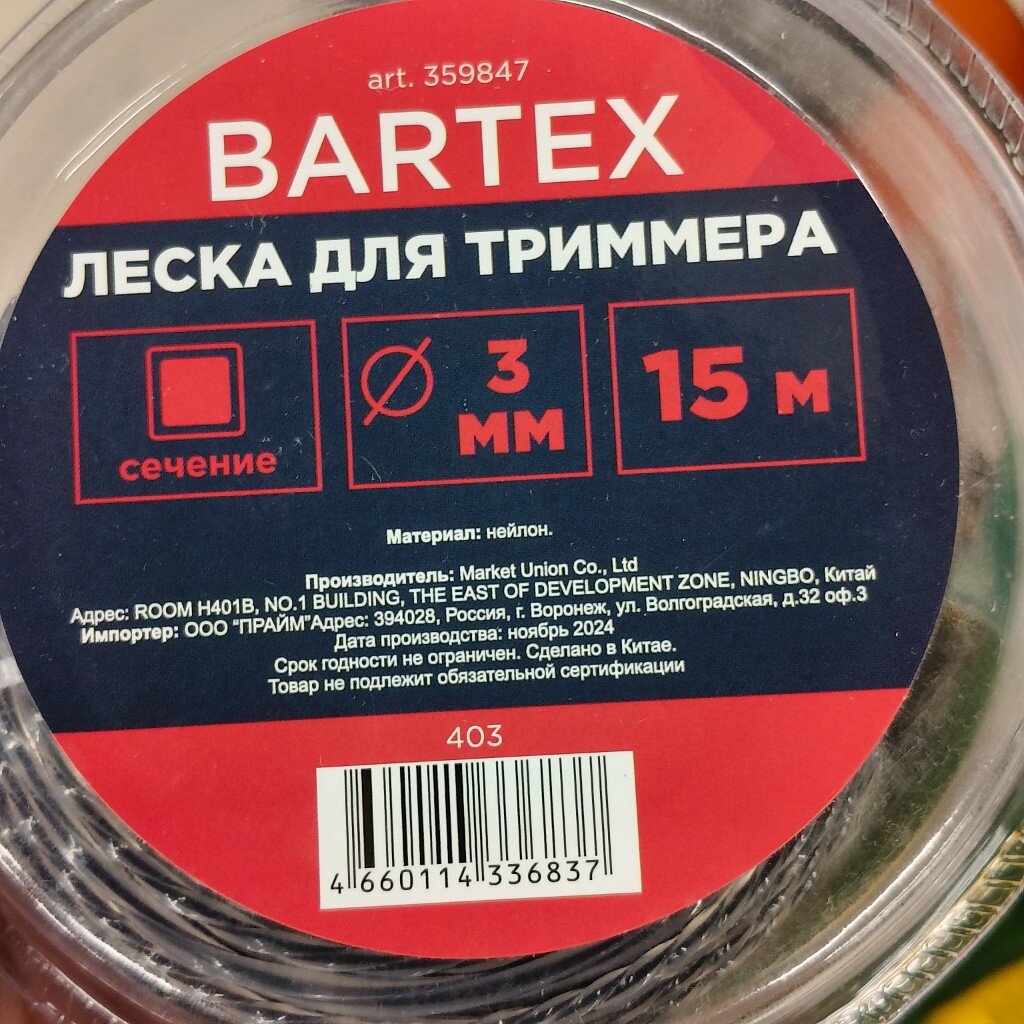 art. 359847
BARTEX
ЛЕСКА ДЛЯ ТРИММЕРА
сечение
3
мм
15 м
Материал: нейлон.
Производитель: Market Union Co., Ltd
Адрес: ROOM H401B, NO.1 BUILDING, THE EAST OF DEVELOPMENT ZONE, NINGBO, Китай
Импортер: ООО "ПРАЙМ"Адрес: 394028, Россия, г. Воронеж, ул. Волгоградская, д.32 оф.3
Дата производства: ноябрь 2024
Срок годности не ограничен. Сделано в Китае.
Товар не подлежит обязательной сертификации
403
4 660114 336837